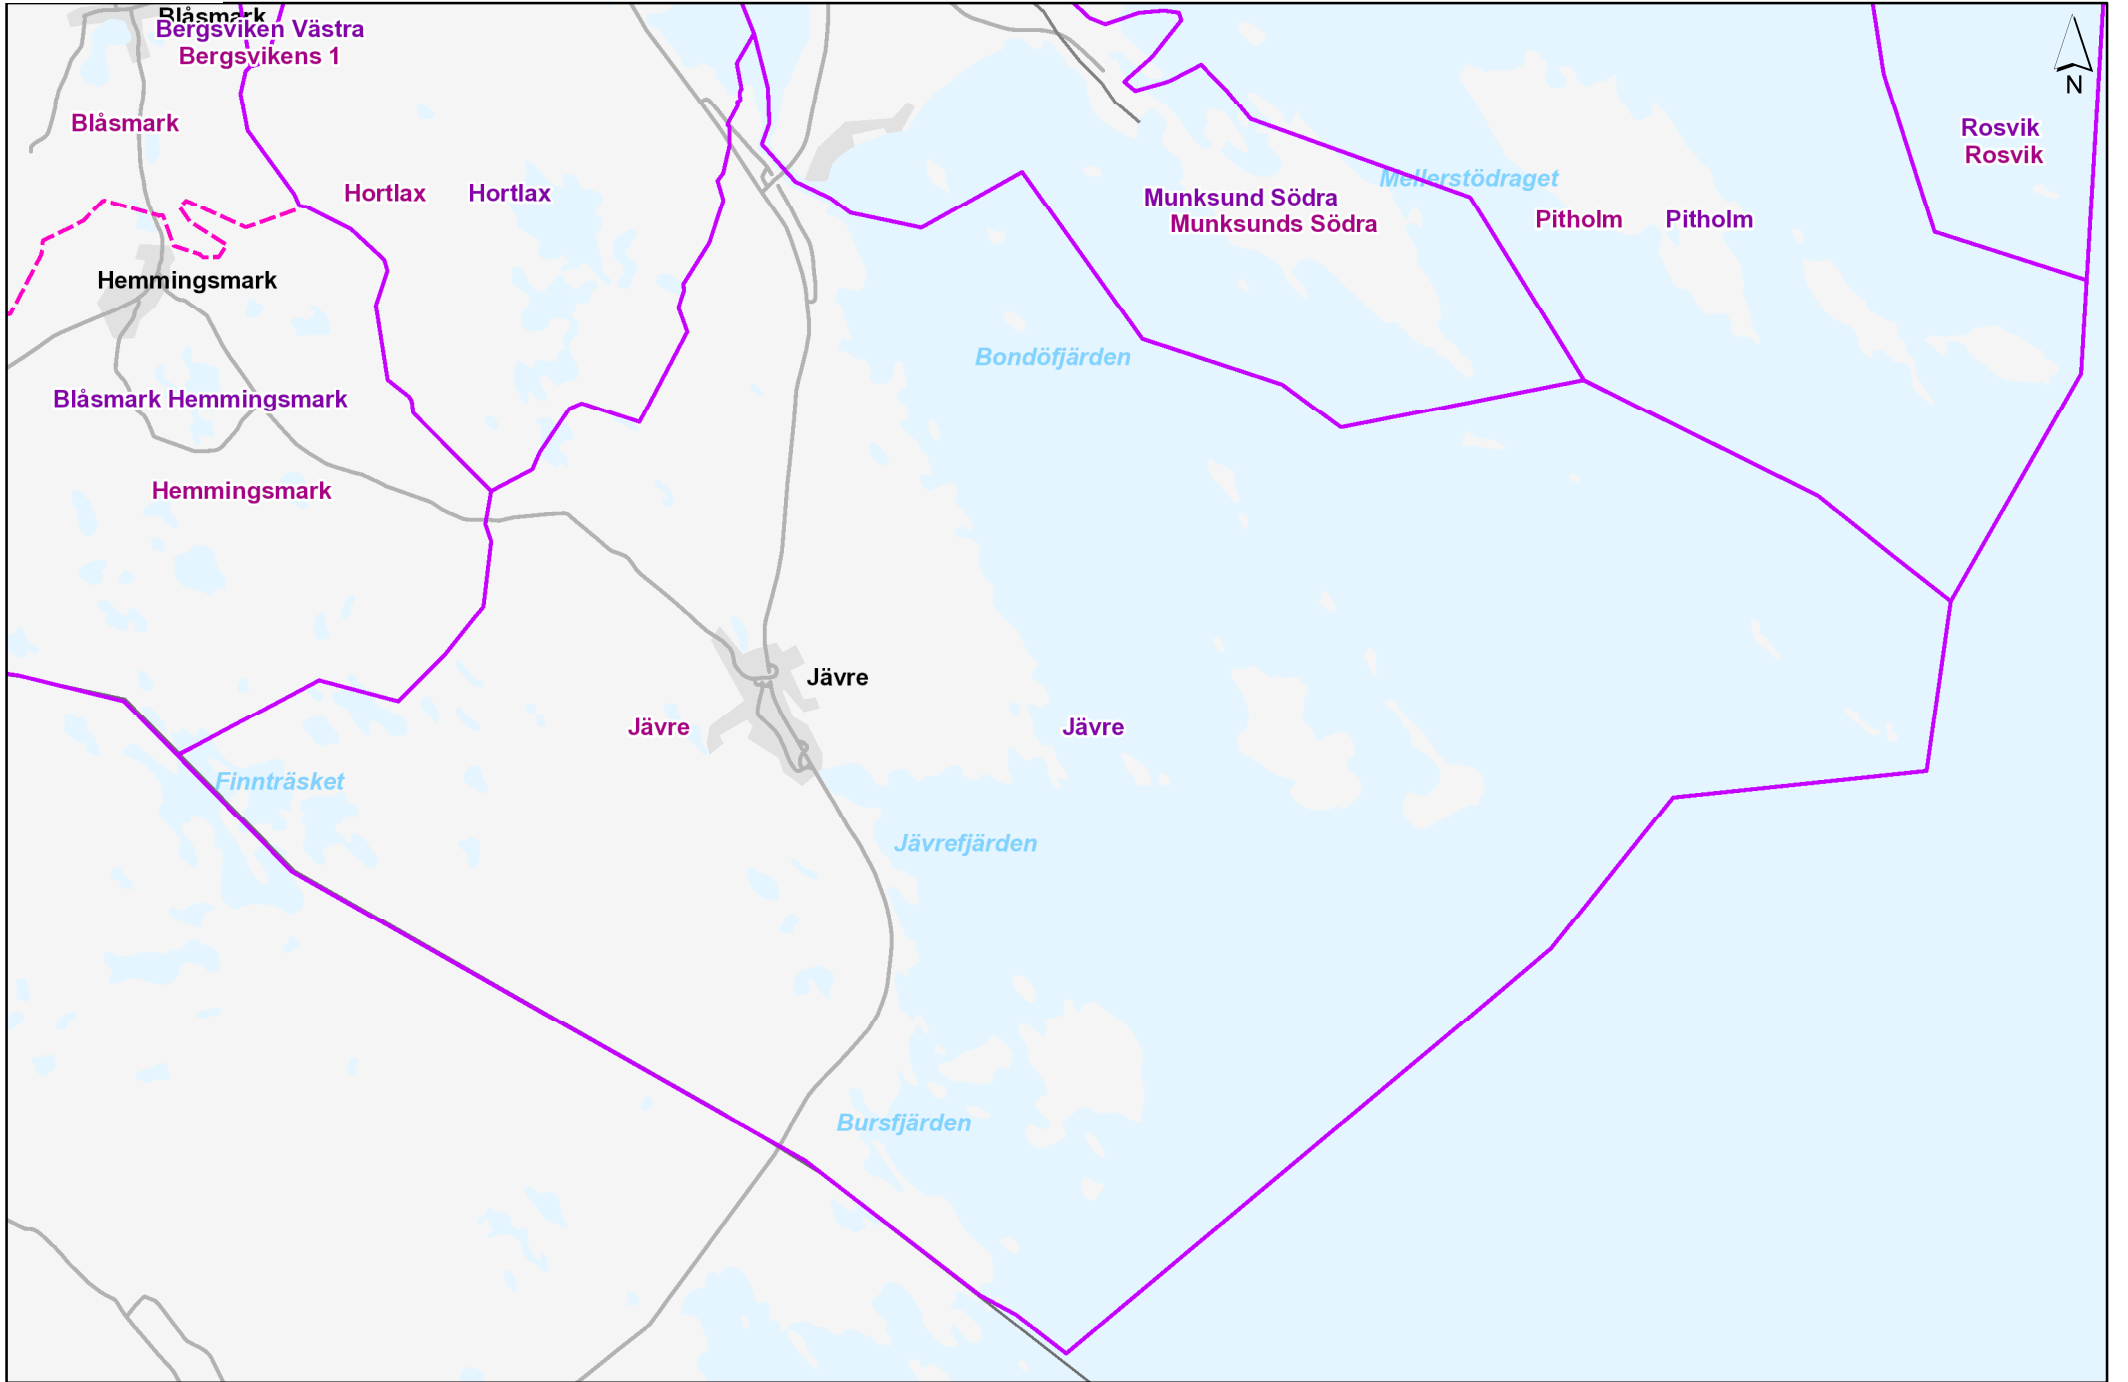 Blåsmark
Bergsviken Västra
Bergsvikens 1
N
Blåsmark
Rosvik
Rosvik
Mellerstödraget
Hortlax
Hortlax
Munksund Södra
Munksunds Södra
Pitholm
Pitholm
Hemmingsmark
Bondöfjärden
Blåsmark Hemmingsmark
Hemmingsmark
Jävre
Jävre
Jävre
Finnträsket
Jävrefjärden
Bursfjärden